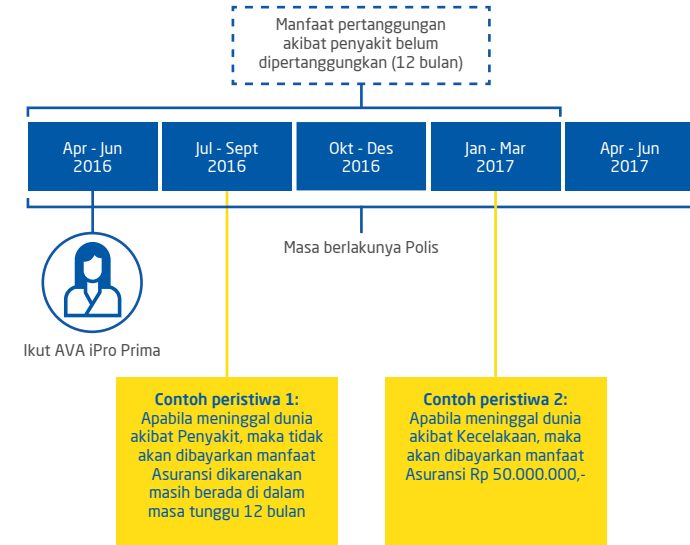 Manfaat pertanggungan
akibat penyakit belum
dipertanggungkan (12 bulan)
Apr - Jun
2016
Jul - Sept
2016
Okt - Des
2016
Jan - Mar
2017
Apr - Jun
2017
Masa berlakunya Polis
Ikut AVA iPro Prima
Contoh peristiwa 1:
Apabila meninggal dunia
akibat Penyakit, maka tidak
akan dibayarkan manfaat
Asuransi dikarenakan
masih berada di dalam
masa tunggu 12 bulan
Contoh peristiwa 2:
Apabila meninggal dunia
akibat Kecelakaan, maka
akan dibayarkan manfaat
Asuransi Rp 50.000.000,-